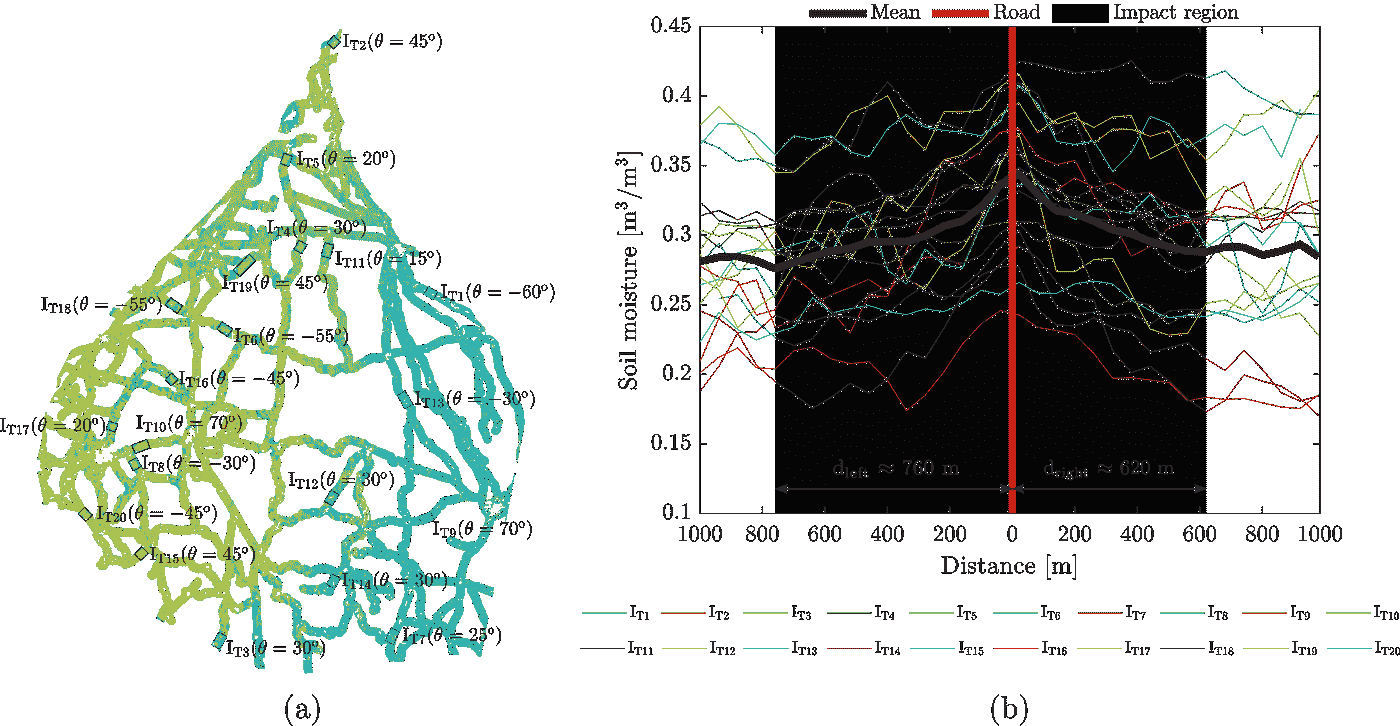 I_T2(θ = 45°)
I_T5(θ = 20°)
I_T4(θ = 30°)
I_T11(θ = 15°)
I_T19(θ = 45°)
I_T1(θ = −60°)
I_T18(θ = −55°)
I_T6(θ = −55°)
I_T16(θ = −45°)
I_T13(θ = −30°)
I_T17(θ = 20°)
I_T10(θ = 70°)
I_T8(θ = −30°)
I_T12(θ = 30°)
I_T20(θ = −45°)
I_T9(θ = 70°)
I_T15(θ = 45°)
I_T14(θ = 30°)
I_T7(θ = 25°)
I_T3(θ = 30°)
(a)
Mean Road Impact region
Soil moisture [m³/m³]
0.45
0.4
0.35
0.3
0.25
0.2
0.15
0.1
d_left ≈ 760 m d_right ≈ 620 m
1000 800 600 400 200 0 200 400 600 800 1000
Distance [m]
I_T1 I_T2 I_T3 I_T4 I_T5 I_T6 I_T7 I_T8 I_T9 I_T10
I_T11 I_T12 I_T13 I_T14 I_T15 I_T16 I_T17 I_T18 I_T19 I_T20
(b)